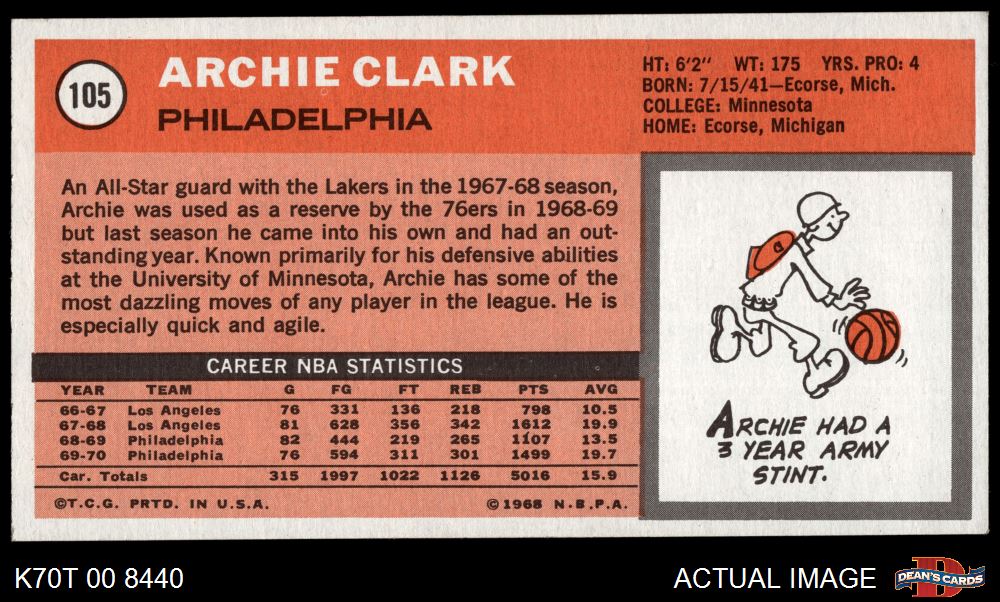 105
ARCHIE CLARK
PHILADELPHIA
HT: 6'2" WT: 175 YRS. PRO: 4
BORN: 7/15/41—Ecorse, Mich.
COLLEGE: Minnesota
HOME: Ecorse, Michigan
An All-Star guard with the Lakers in the 1967-68 season,
Archie was used as a reserve by the 76ers in 1968-69
but last season he came into his own and had an out-
standing year. Known primarily for his defensive abilities
at the University of Minnesota, Archie has some of the
most dazzling moves of any player in the league. He is
especially quick and agile.
CAREER NBA STATISTICS
YEAR TEAM G FG FT REB PTS AVG
66-67 Los Angeles 76 331 136 218 798 10.5
67-68 Los Angeles 81 628 356 342 1612 19.9
68-69 Philadelphia 82 444 219 265 1107 13.5
69-70 Philadelphia 76 594 311 301 1499 19.7
Car. Totals 315 1997 1022 1126 5016 15.9
©T.C.G. PRTD. IN U.S.A. ©1968 N.B.P.A.
ARCHIE HAD A
3 YEAR ARMY
STINT.
K70T 00 8440
ACTUAL IMAGE
D
DEAN'S CARDS